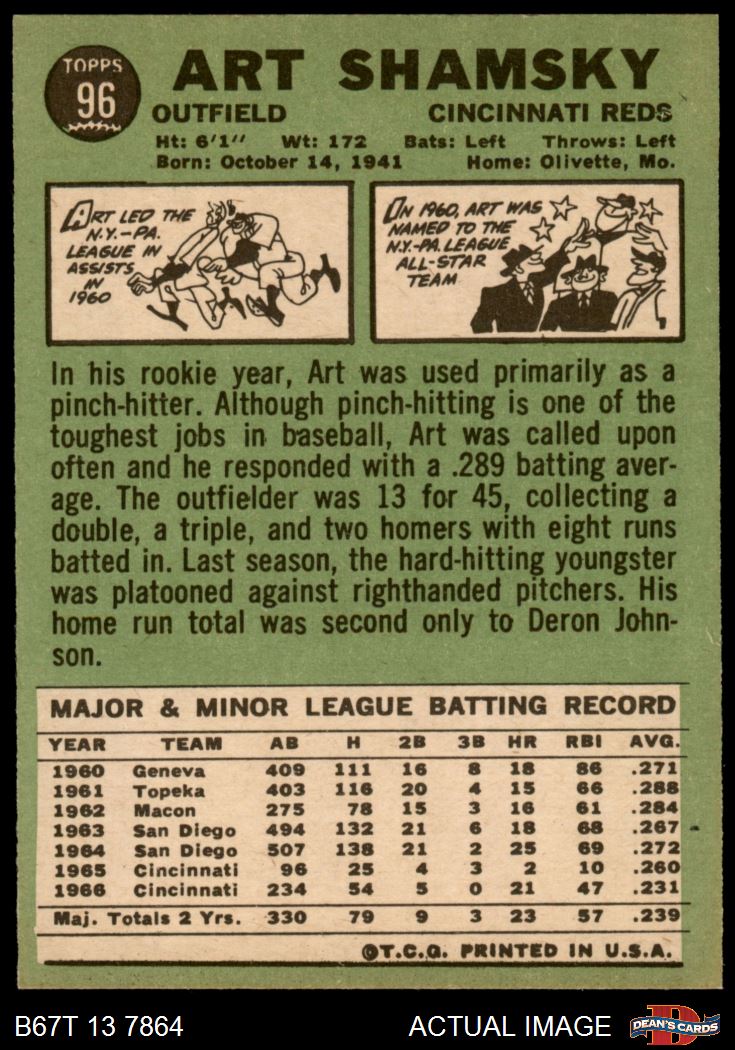 TOPPS
96
ART SHAMSKY
OUTFIELD CINCINNATI REDS
Ht: 6'1" Wt: 172 Bats: Left Throws: Left
Born: October 14, 1941 Home: Olivette, Mo.
ART LED THE
N.Y.-PA.
LEAGUE IN
ASSISTS
IN
1960
IN 1960, ART WAS
NAMED TO THE
N.Y.-PA. LEAGUE
ALL-STAR
TEAM
In his rookie year, Art was used primarily as a
pinch-hitter. Although pinch-hitting is one of the
toughest jobs in baseball, Art was called upon
often and he responded with a .289 batting aver-
age. The outfielder was 13 for 45, collecting a
double, a triple, and two homers with eight runs
batted in. Last season, the hard-hitting youngster
was platooned against righthanded pitchers. His
home run total was second only to Deron John-
son.
MAJOR & MINOR LEAGUE BATTING RECORD
YEAR TEAM AB H 2B 3B HR RBI AVG.
1960 Geneva 409 111 16 8 18 86 .271
1961 Topeka 403 116 20 4 15 66 .288
1962 Macon 275 78 15 3 16 61 .284
1963 San Diego 494 132 21 6 18 68 .267
1964 San Diego 507 138 21 2 25 69 .272
1965 Cincinnati 96 25 4 3 2 10 .260
1966 Cincinnati 234 54 5 0 21 47 .231
Maj. Totals 2 Yrs. 330 79 9 3 23 57 .239
©T.C.G. PRINTED IN U.S.A.
B67T 13 7864 ACTUAL IMAGE DEAN'S CARDS